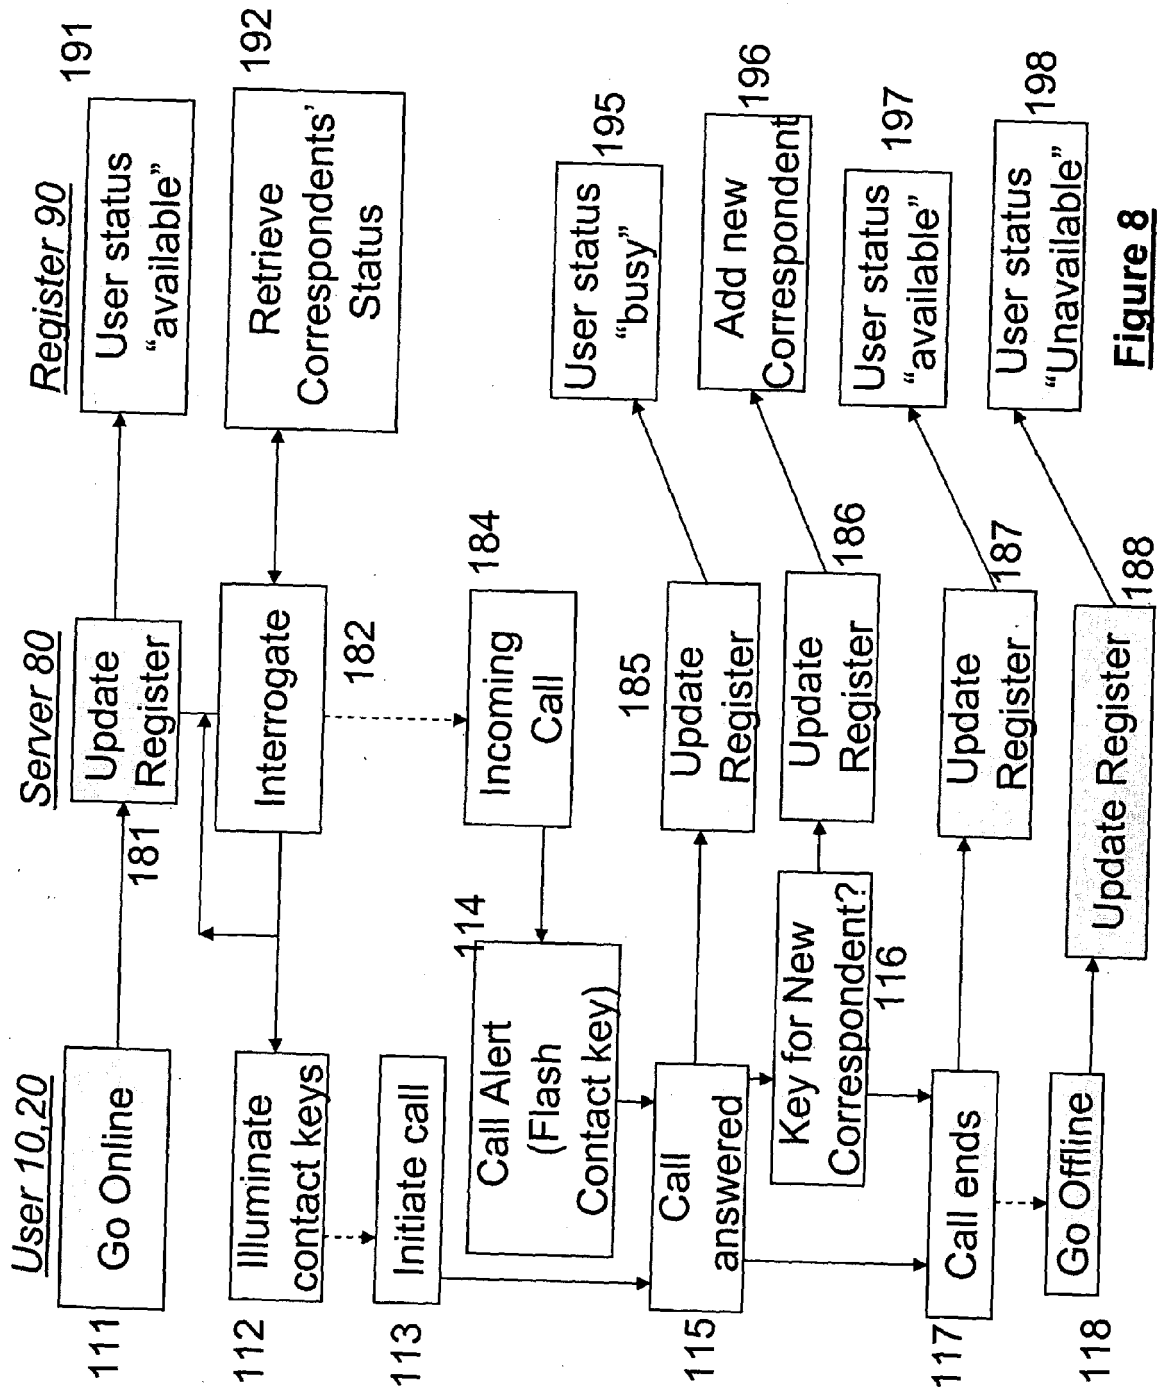 User 10,20
Server 80
Register 90
111
Go Online
181
Update
Register
191
User status
“available”
112
Illuminate
contact keys
Interrogate
182
192
Retrieve
Correspondents’
Status
113
Initiate call
114
Call Alert
(Flash
Contact key)
184
Incoming
Call
115
Call
answered
185
Update
Register
195
User status
“busy”
Key for New
Correspondent?
116
Update
Register
186
196
Add new
Correspondent
117
Call ends
Update
Register
187
197
User status
“available”
118
Go Offline
Update Register
188
198
User status
“Unavailable”
Figure 8